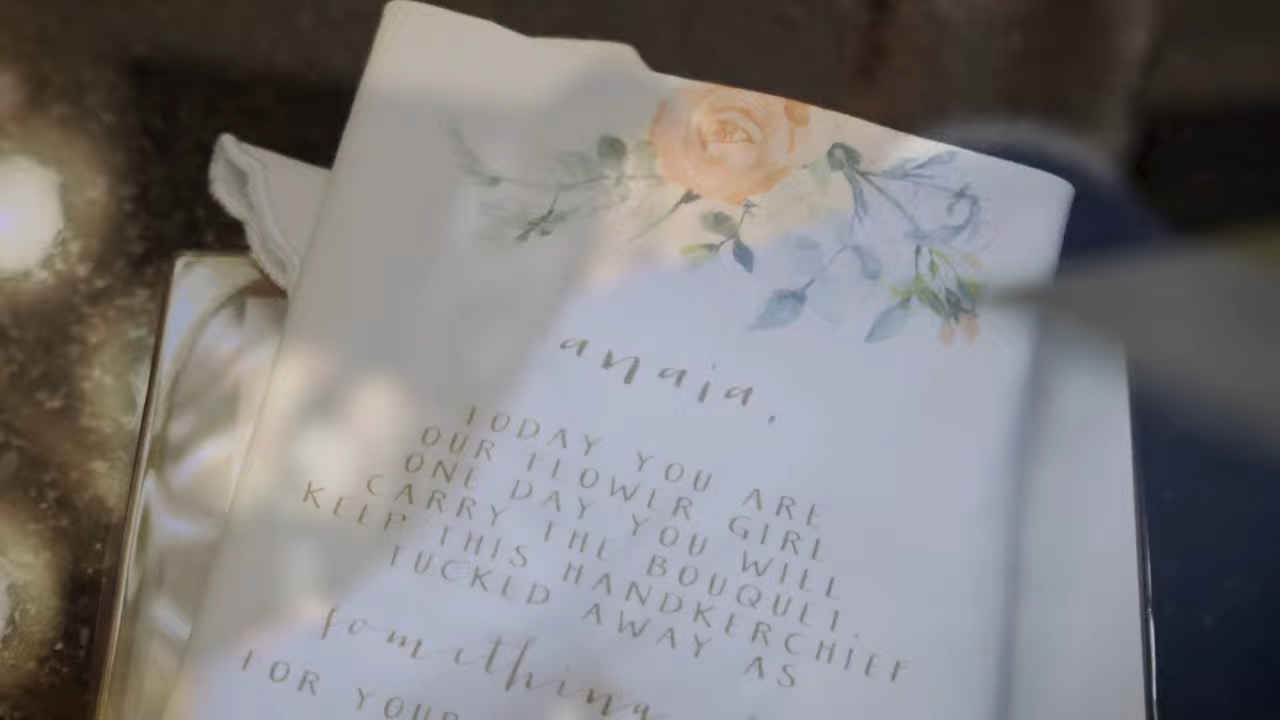 anaia,
TODAY YOU ARE
OUR FLOWER GIRL
ONE DAY YOU WILL
CARRY THE BOUQUET.
KEEP THIS HANDKERCHIEF
TUCKED AWAY AS
something
FOR YOUR